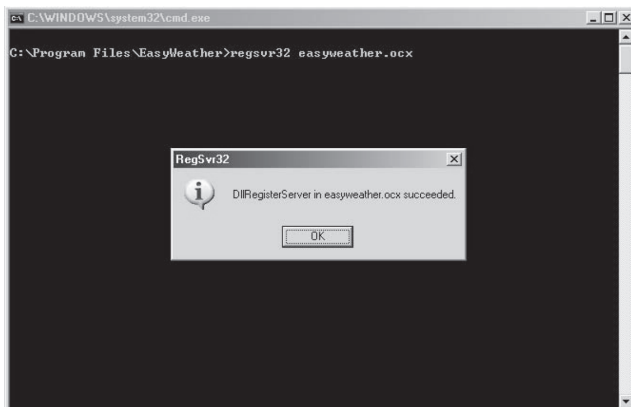 C:\WINDOWS\system32\cmd.exe
C:\Program Files\EasyWeather>regsvr32 easyweather.ocx
RegSvr32
DllRegisterServer in easyweather.ocx succeeded.
OK